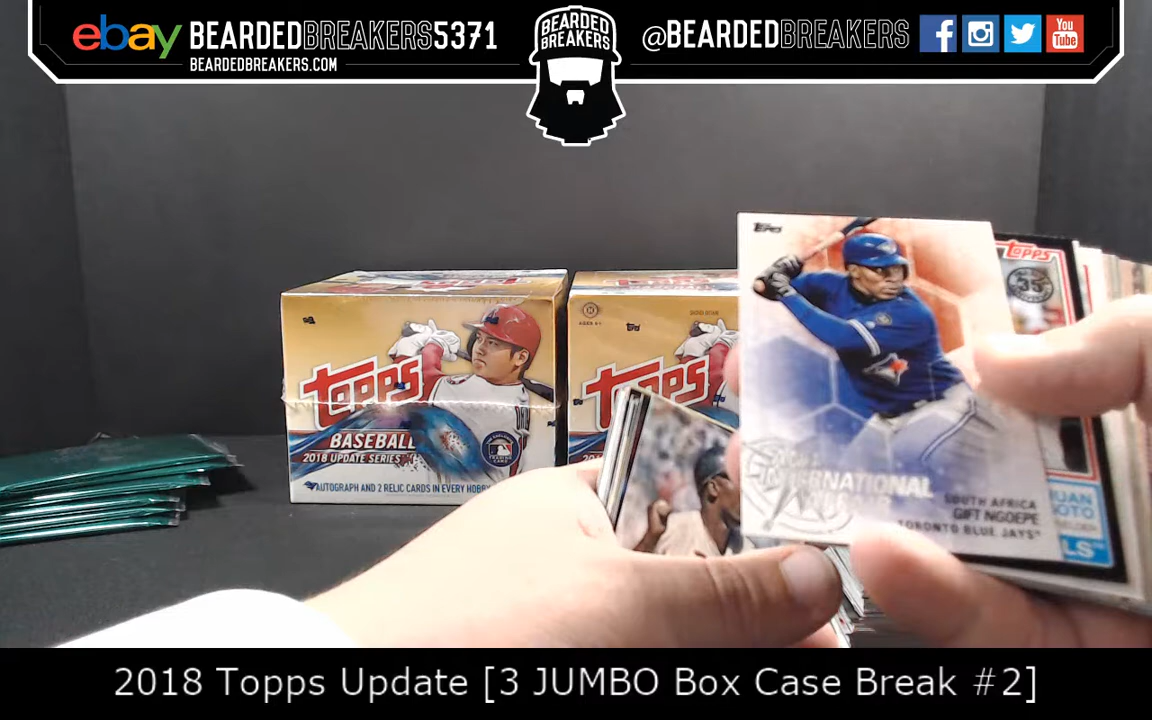 ebay BEARDEDBREAKERS5371
BEARDEDBREAKERS.COM
BEARDED
BREAKERS
@BEARDEDBREAKERS
You
Tube
Topps
TOPPS
35
Topps
BASEBALL
2018 UPDATE SERIES
AUTOGRAPH AND 2 RELIC CARDS IN EVERY HOBBY
Topps
INTERNATIONAL
SOUTH AFRICA
GIFT NGOEPE
TORONTO BLUE JAYS
JUAN
SOTO
2018 Topps Update [3 JUMBO Box Case Break #2]